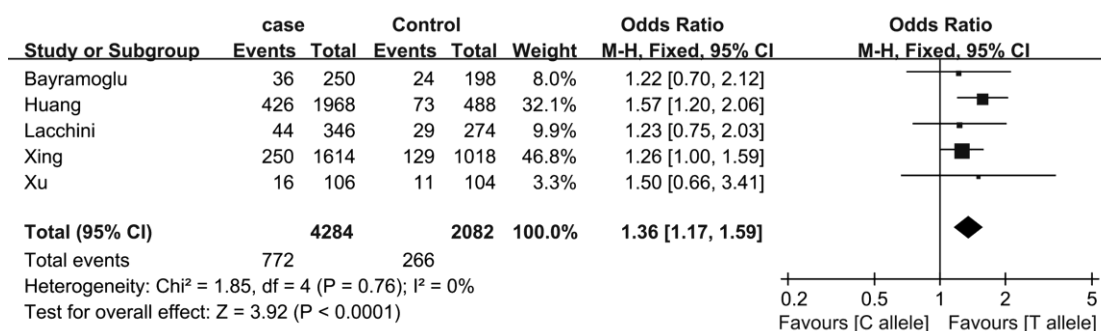 case Control Odds Ratio Odds Ratio
Study or Subgroup Events Total Events Total Weight M-H, Fixed, 95% CI M-H, Fixed, 95% CI
Bayramoglu 36 250 24 198 8.0% 1.22 [0.70, 2.12]
Huang 426 1968 73 488 32.1% 1.57 [1.20, 2.06]
Lacchini 44 346 29 274 9.9% 1.23 [0.75, 2.03]
Xing 250 1614 129 1018 46.8% 1.26 [1.00, 1.59]
Xu 16 106 11 104 3.3% 1.50 [0.66, 3.41]
Total (95% CI) 4284 2082 100.0% 1.36 [1.17, 1.59]
Total events 772 266
Heterogeneity: Chi² = 1.85, df = 4 (P = 0.76); I² = 0%
Test for overall effect: Z = 3.92 (P < 0.0001)
0.2 0.5 1 2 5
Favours [C allele] Favours [T allele]